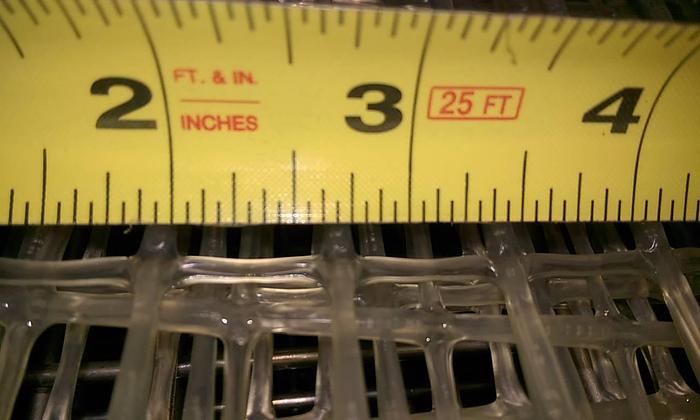 2
FT. & IN.
INCHES
3
25 FT
4